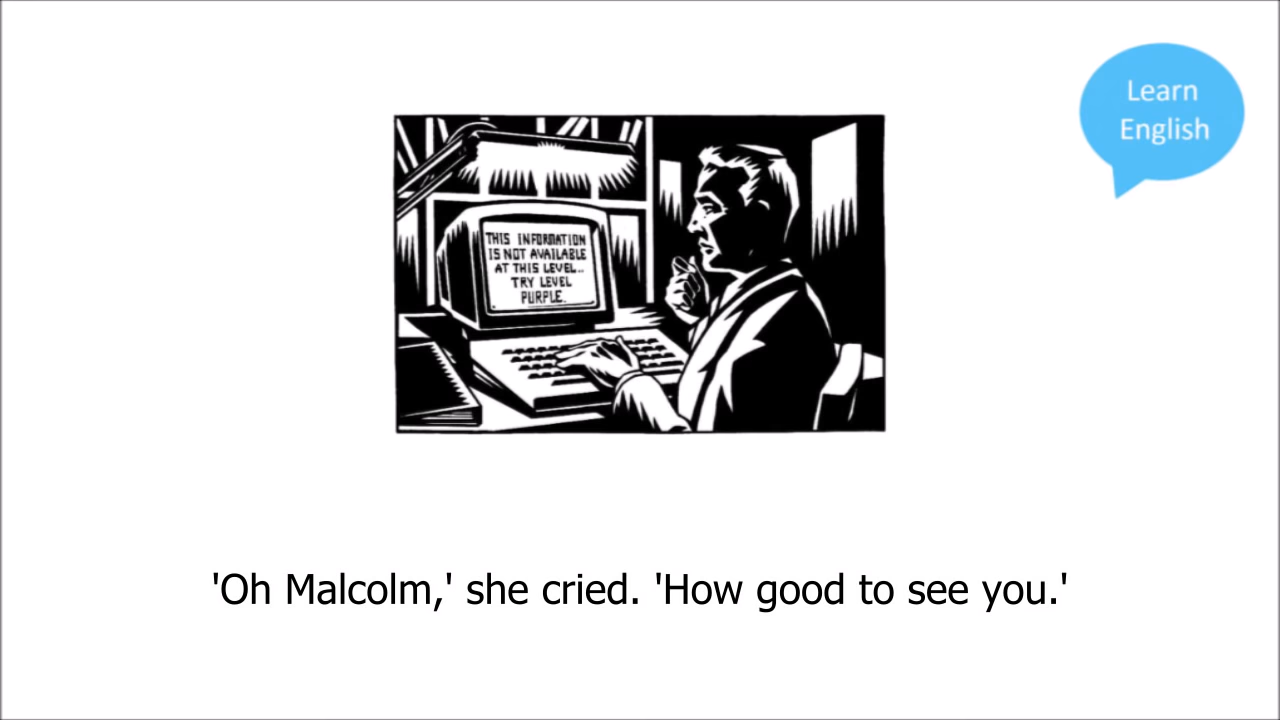 Learn
English
THIS INFORMATION
IS NOT AVAILABLE
AT THIS LEVEL..
TRY LEVEL
PURPLE.
'Oh Malcolm,' she cried. 'How good to see you.'